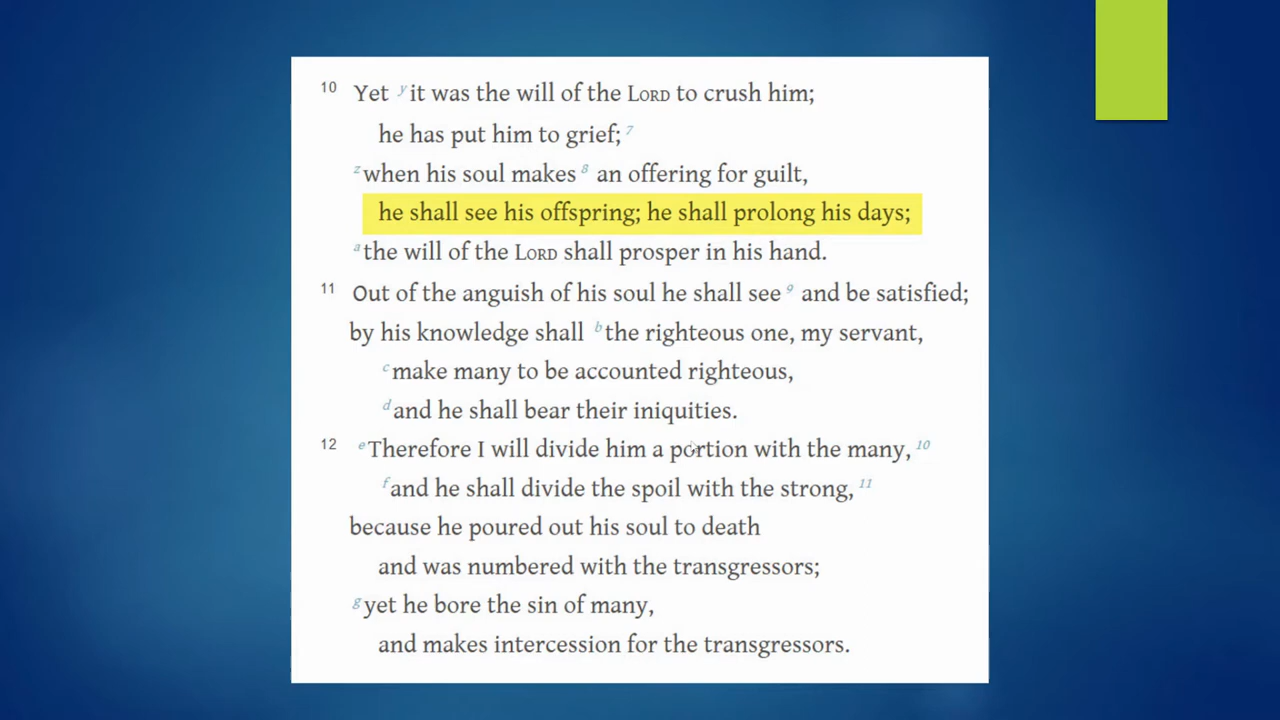 10 Yet y it was the will of the LORD to crush him;
he has put him to grief; 7
z when his soul makes 8 an offering for guilt,
he shall see his offspring; he shall prolong his days;
a the will of the LORD shall prosper in his hand.
11 Out of the anguish of his soul he shall see 9 and be satisfied;
by his knowledge shall b the righteous one, my servant,
c make many to be accounted righteous,
d and he shall bear their iniquities.
12 e Therefore I will divide him a portion with the many, 10
f and he shall divide the spoil with the strong, 11
because he poured out his soul to death
and was numbered with the transgressors;
g yet he bore the sin of many,
and makes intercession for the transgressors.